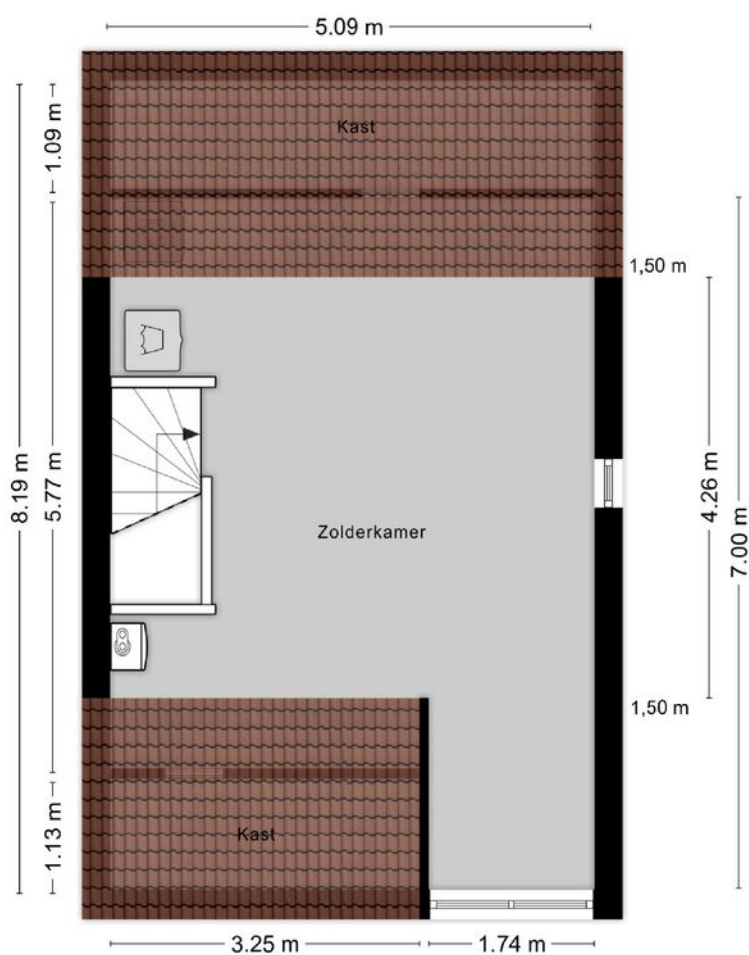 5.09 m
Kast
1.09 m
1,50 m
8.19 m
5.77 m
4.26 m
7.00 m
Zolderkamer
1,50 m
1.13 m
Kast
3.25 m
1.74 m